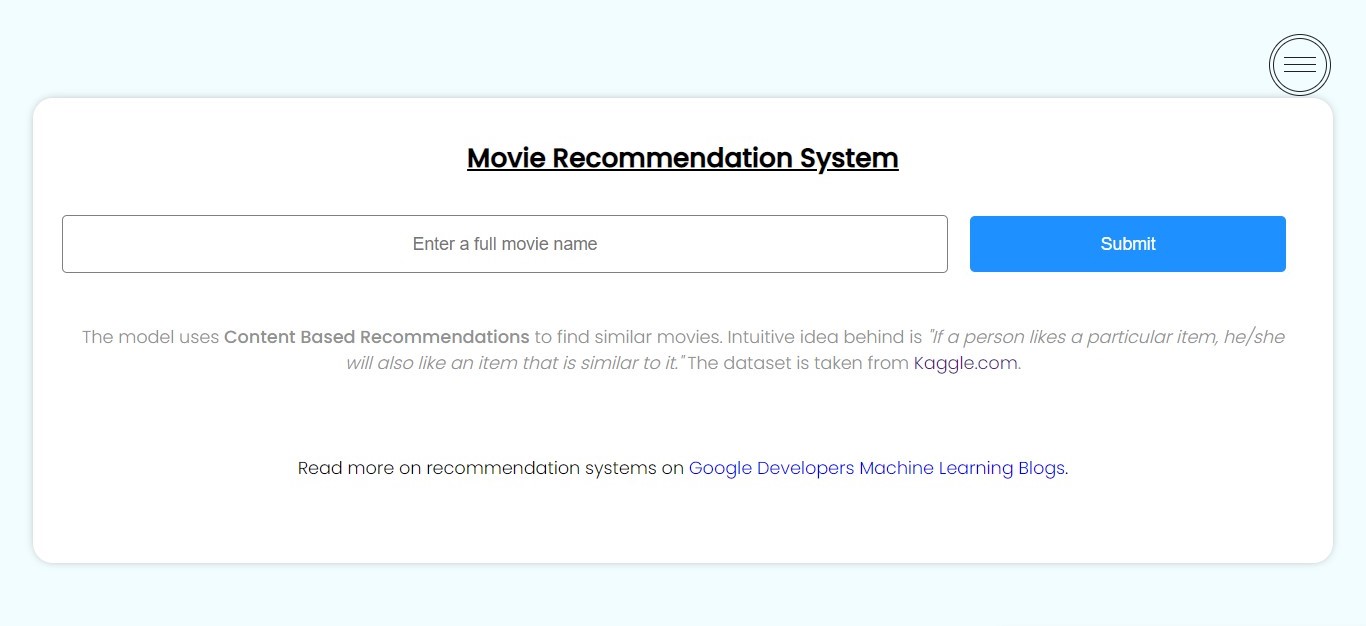 Movie Recommendation System
Enter a full movie name
Submit
The model uses Content Based Recommendations to find similar movies. Intuitive idea behind is "If a person likes a particular item, he/she
will also like an item that is similar to it." The dataset is taken from Kaggle.com.
Read more on recommendation systems on Google Developers Machine Learning Blogs.